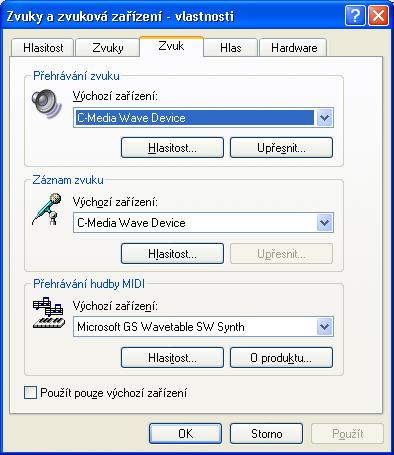 Zvuky a zvuková zařízení - vlastnosti
Hlasitost Zvuky Zvuk Hlas Hardware
Přehrávání zvuku
Výchozí zařízení:
C-Media Wave Device
Hlasitost... Upřesnit...
Záznam zvuku
Výchozí zařízení:
C-Media Wave Device
Hlasitost... Upřesnit...
Přehrávání hudby MIDI
Výchozí zařízení:
Microsoft GS Wavetable SW Synth
Hlasitost... O produktu...
Použít pouze výchozí zařízení
OK Storno Použít